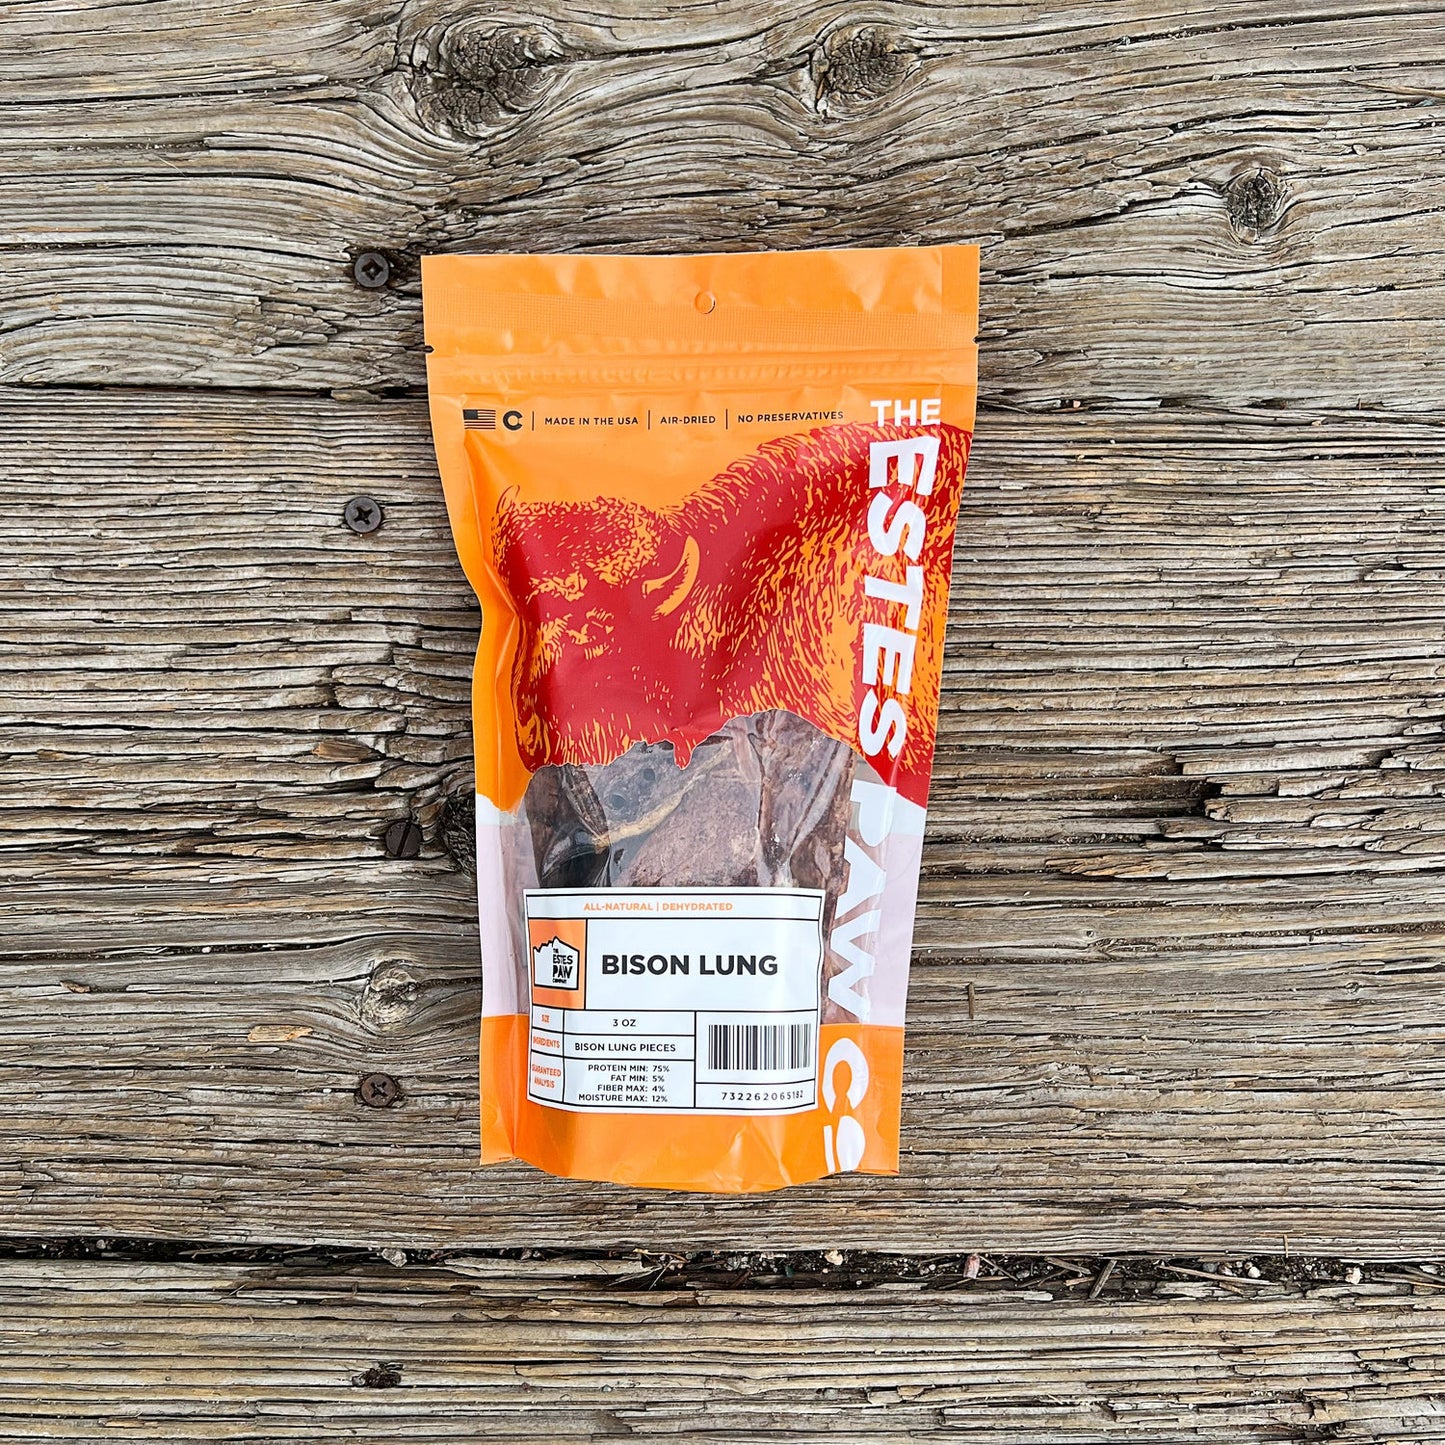 C | MADE IN THE USA | AIR-DRIED | NO PRESERVATIVES
THE
ESTES PAW CO
ALL-NATURAL | DEHYDRATED
THE
ESTES
PAW
COMPANY
BISON LUNG
SIZE
3 OZ
INGREDIENTS
BISON LUNG PIECES
GUARANTEED
ANALYSIS
PROTEIN MIN: 75%
FAT MIN: 5%
FIBER MAX: 4%
MOISTURE MAX: 12%
732262065182